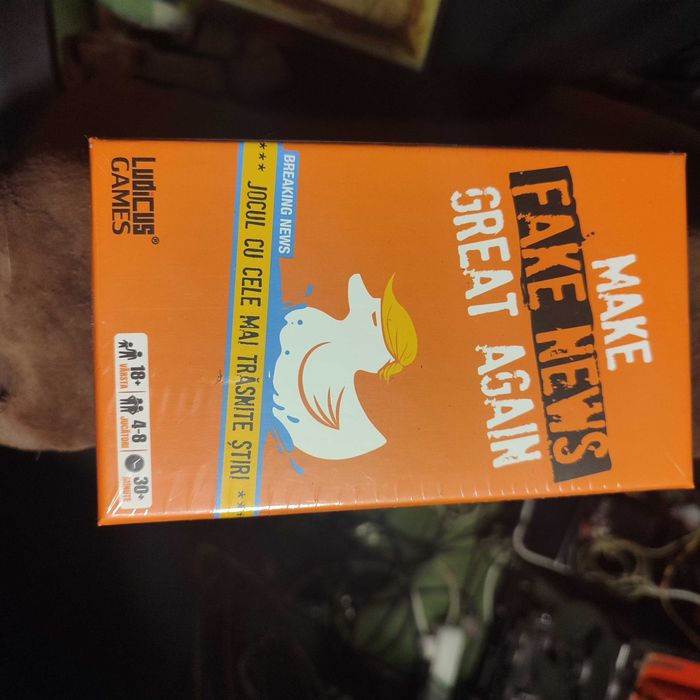 MAKE
FAKE NEWS
GREAT AGAIN
BREAKING NEWS
*** JOCUL CU CELE MAI TRĂSNITE ȘTIRI ***
LUDICUS®
GAMES
18+
VÂRSTA
4-8
JUCĂTORI
30+
MINUTE